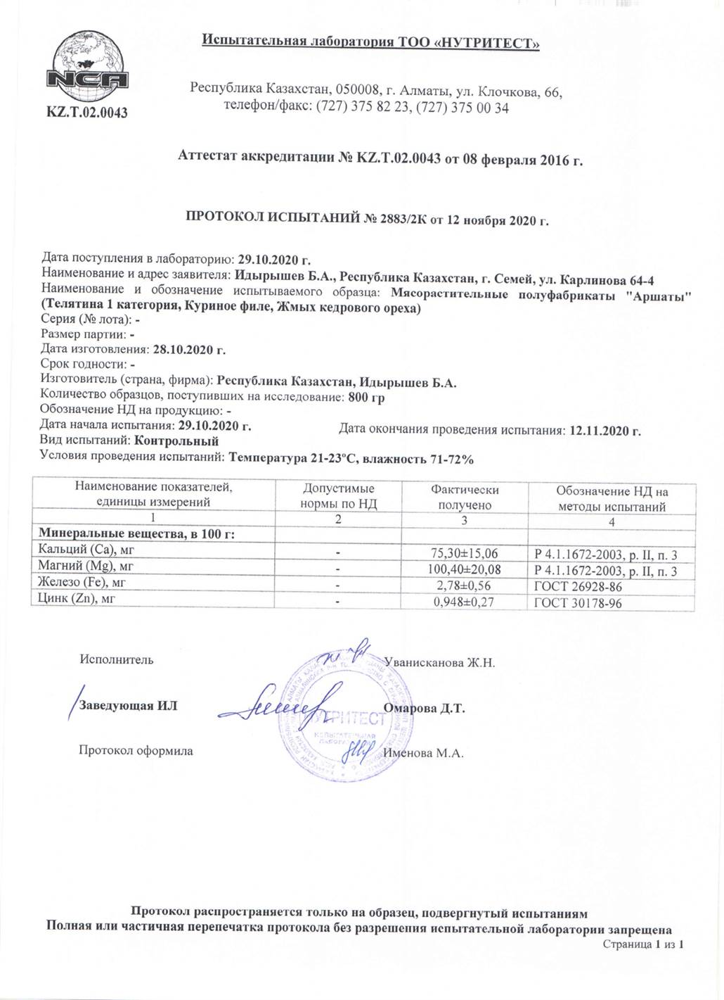 Испытательная лаборатория ТОО «НУТРИТЕСТ»
NCA
KZ.T.02.0043
Республика Казахстан, 050008, г. Алматы, ул. Клочкова, 66,
телефон/факс: (727) 375 82 23, (727) 375 00 34
Аттестат аккредитации № KZ.T.02.0043 от 08 февраля 2016 г.
ПРОТОКОЛ ИСПЫТАНИЙ № 2883/2К от 12 ноября 2020 г.
Дата поступления в лабораторию: 29.10.2020 г.
Наименование и адрес заявителя: Идырышев Б.А., Республика Казахстан, г. Семей, ул. Карлинова 64-4
Наименование и обозначение испытываемого образца: Мясорастительные полуфабрикаты "Аршаты"
(Телятина 1 категория, Куриное филе, Жмых кедрового ореха)
Серия (№ лота): -
Размер партии: -
Дата изготовления: 28.10.2020 г.
Срок годности: -
Изготовитель (страна, фирма): Республика Казахстан, Идырышев Б.А.
Количество образцов, поступивших на исследование: 800 гр
Обозначение НД на продукцию: -
Дата начала испытания: 29.10.2020 г. Дата окончания проведения испытания: 12.11.2020 г.
Вид испытаний: Контрольный
Условия проведения испытаний: Температура 21-23ºС, влажность 71-72%
Наименование показателей, Допустимые Фактически Обозначение НД на
единицы измерений нормы по НД получено методы испытаний
1 2 3 4
Минеральные вещества, в 100 г:
Кальций (Ca), мг - 75,30±15,06 Р 4.1.1672-2003, р. II, п. 3
Магний (Mg), мг - 100,40±20,08 Р 4.1.1672-2003, р. II, п. 3
Железо (Fe), мг - 2,78±0,56 ГОСТ 26928-86
Цинк (Zn), мг - 0,948±0,27 ГОСТ 30178-96
Исполнитель Уванисканова Ж.Н.
Заведующая ИЛ Омарова Д.Т.
НУТРИТЕСТ
ИСПЫТАТЕЛЬНАЯ
Протокол оформила Именова М.А.
Протокол распространяется только на образец, подвергнутый испытаниям
Полная или частичная перепечатка протокола без разрешения испытательной лаборатории запрещена
Страница 1 из 1